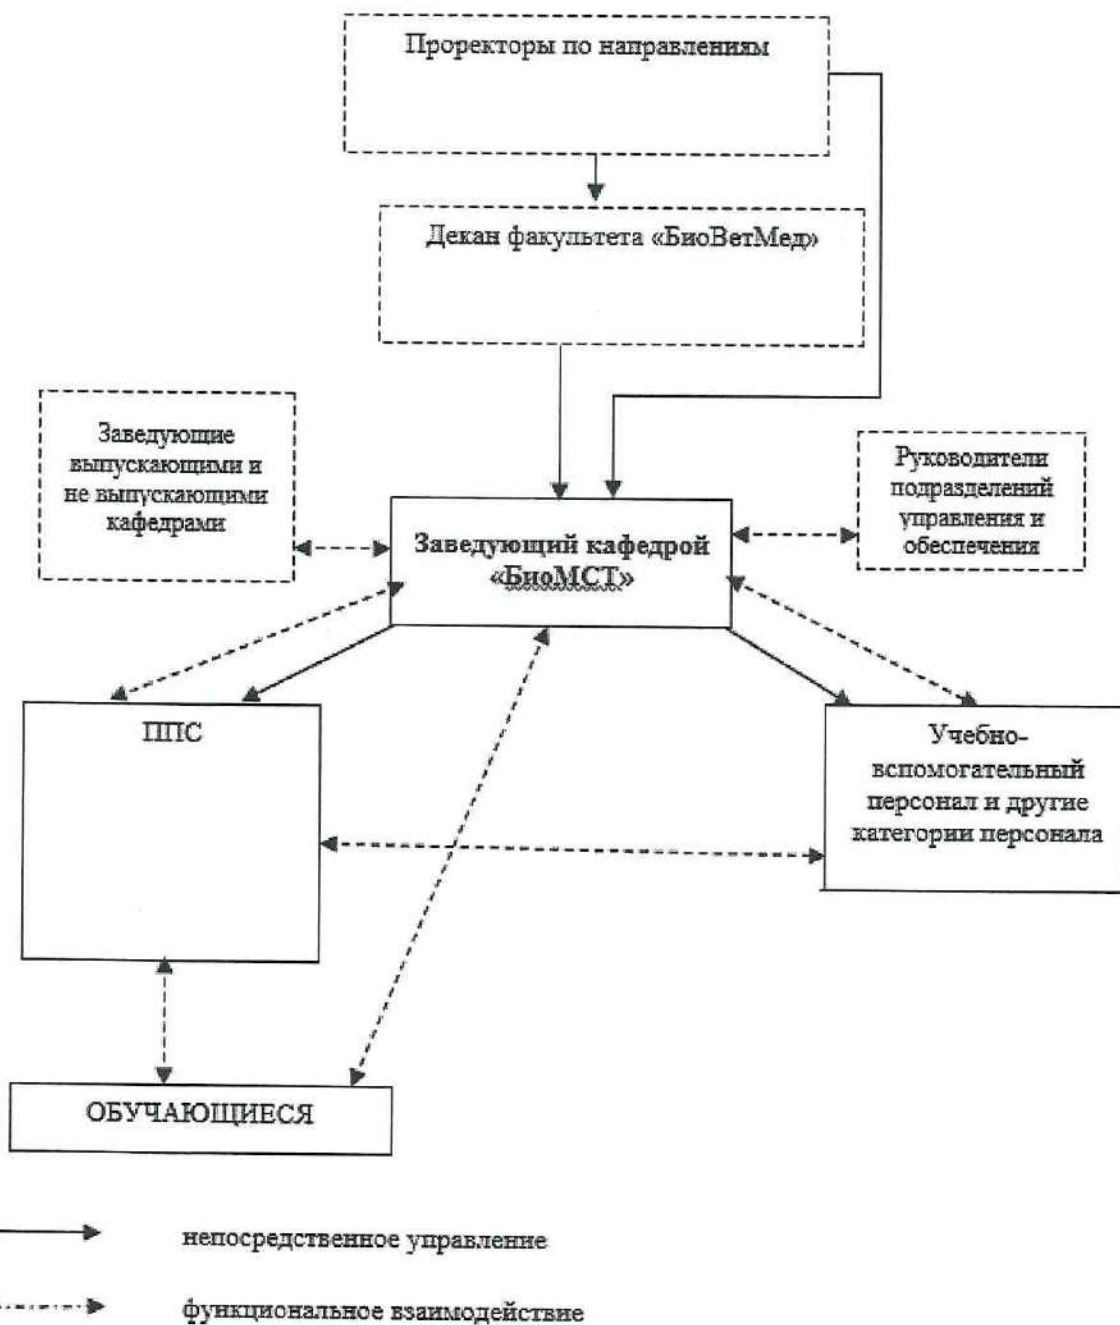 Проректоры по направлениям
Декан факультета «БиоВетМед»
Заведующие
выпускающими и
не выпускающими
кафедрами
Руководители
подразделений
управления и
обеспечения
Заведующий кафедрой
«БиоМСТ»
ППС
Учебно-
вспомогательный
персонал и другие
категории персонала
ОБУЧАЮЩИЕСЯ
непосредственное управление
функциональное взаимодействие